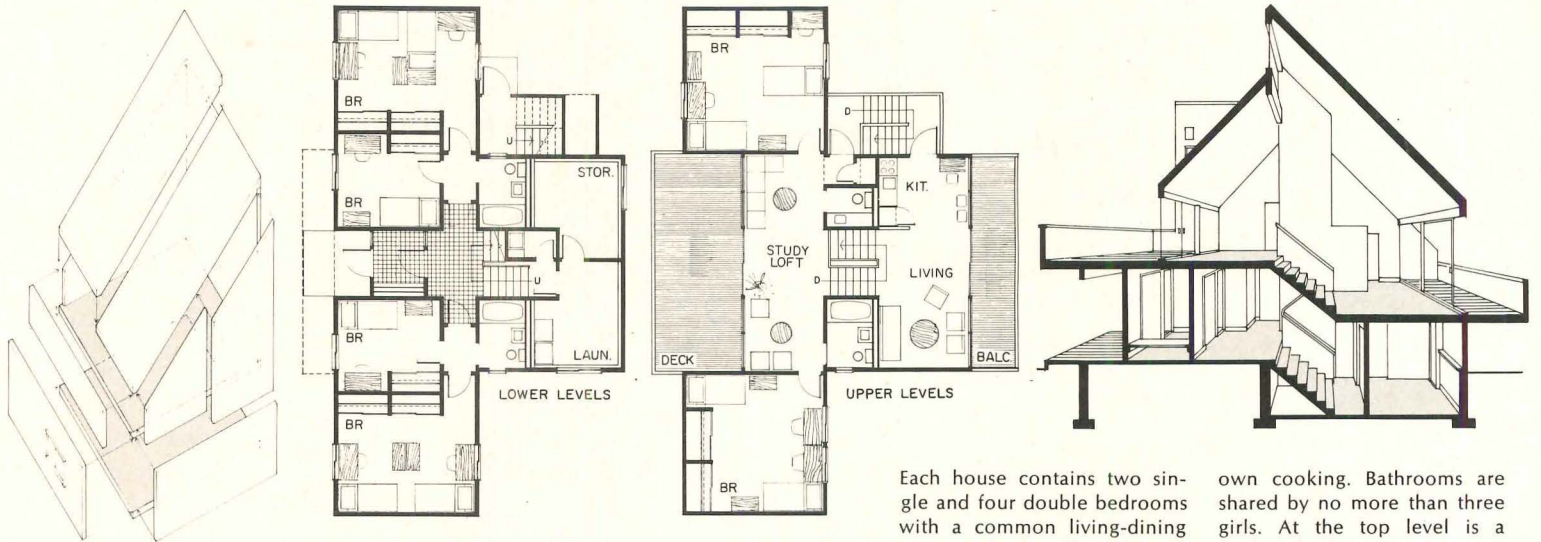 BR
BR
BR
BR
U
U
STOR.
LAUN.
LOWER LEVELS
BR
D
KIT.
STUDY
LOFT
D
LIVING
DECK
BALC.
BR
UPPER LEVELS
Each house contains two sin-
gle and four double bedrooms
with a common living-dining
own cooking. Bathrooms are
shared by no more than three
girls. At the top level is a